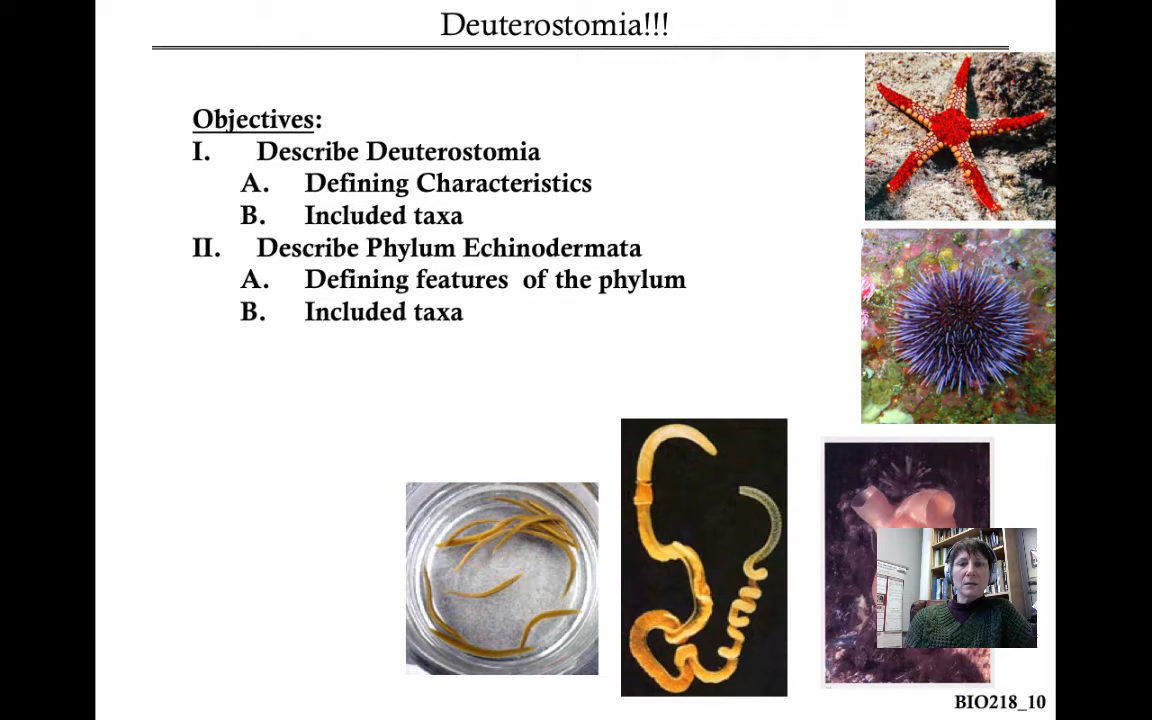 Deuterostomia!!!
Objectives:
I. Describe Deuterostomia
A. Defining Characteristics
B. Included taxa
II. Describe Phylum Echinodermata
A. Defining features of the phylum
B. Included taxa
BIO218_10